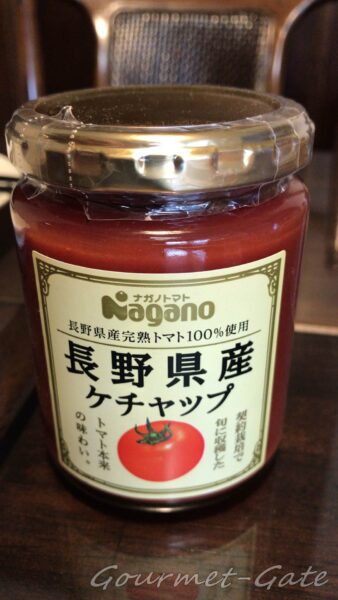 ナガノトマト
Nagano
長野県産完熟トマト100%使用
長野県産
ケチャップ
契約栽培で
旬に収穫した
トマト本来
の味わい。
Gourmet-Gate